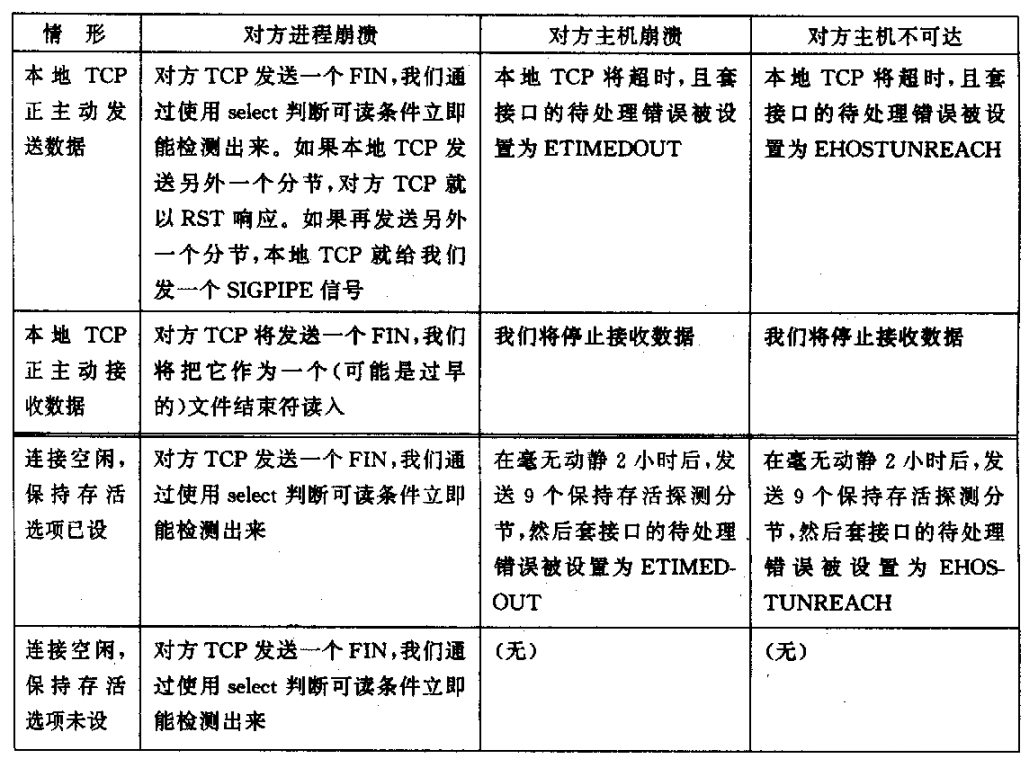 情 形
对方进程崩溃
对方主机崩溃
对方主机不可达
本地 TCP
正主动发
送数据
对方 TCP 发送一个 FIN,我们通
过使用 select 判断可读条件立即
能检测出来。如果本地 TCP 发
送另外一个分节,对方 TCP 就
以 RST 响应。如果再发送另外
一个分节,本地 TCP 就给我们
发一个 SIGPIPE 信号
本地 TCP 将超时,且套
接口的待处理错误被设
置为 ETIMEDOUT
本地 TCP 将超时,且套
接口的待处理错误被设
置为 EHOSTUNREACH
本地 TCP
正主动接
收数据
对方 TCP 将发送一个 FIN,我们
将把它作为一个(可能是过早
的)文件结束符读入
我们将停止接收数据
我们将停止接收数据
连接空闲,
保持存活
选项已设
对方 TCP 发送一个 FIN,我们通
过使用 select 判断可读条件立即
能检测出来
在毫无动静 2 小时后,发
送 9 个保持存活探测分
节,然后套接口的待处理
错误被设置为 ETIMED-
OUT
在毫无动静 2 小时后,发
送 9 个保持存活探测分
节,然后套接口的待处理
错误被设置为 EHOS-
TUNREACH
连接空闲,
保持存活
选项未设
对方 TCP 发送一个 FIN,我们通
过使用 select 判断可读条件立即
能检测出来
(无)
(无)